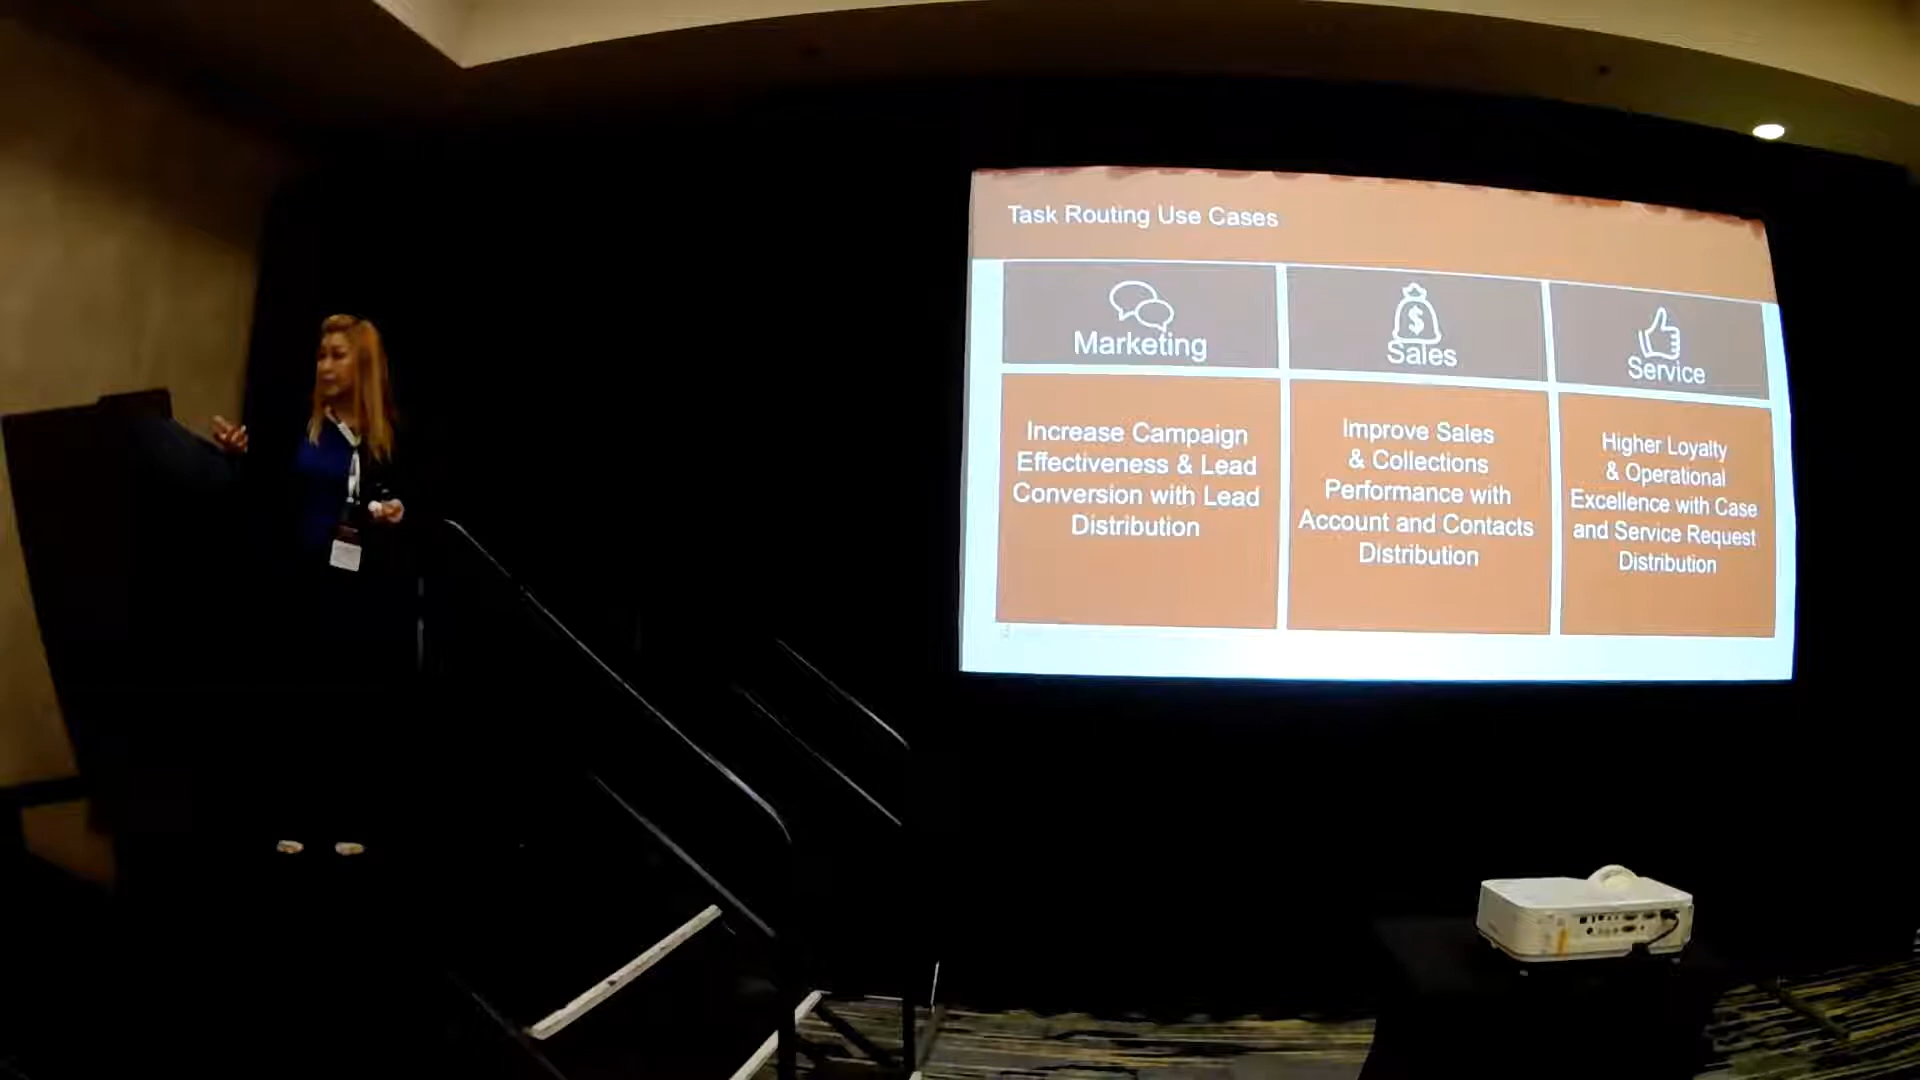 Task Routing Use Cases
Marketing
Sales
Service
Increase Campaign
Effectiveness & Lead
Conversion with Lead
Distribution
Improve Sales
& Collections
Performance with
Account and Contacts
Distribution
Higher Loyalty
& Operational
Excellence with Case
and Service Request
Distribution